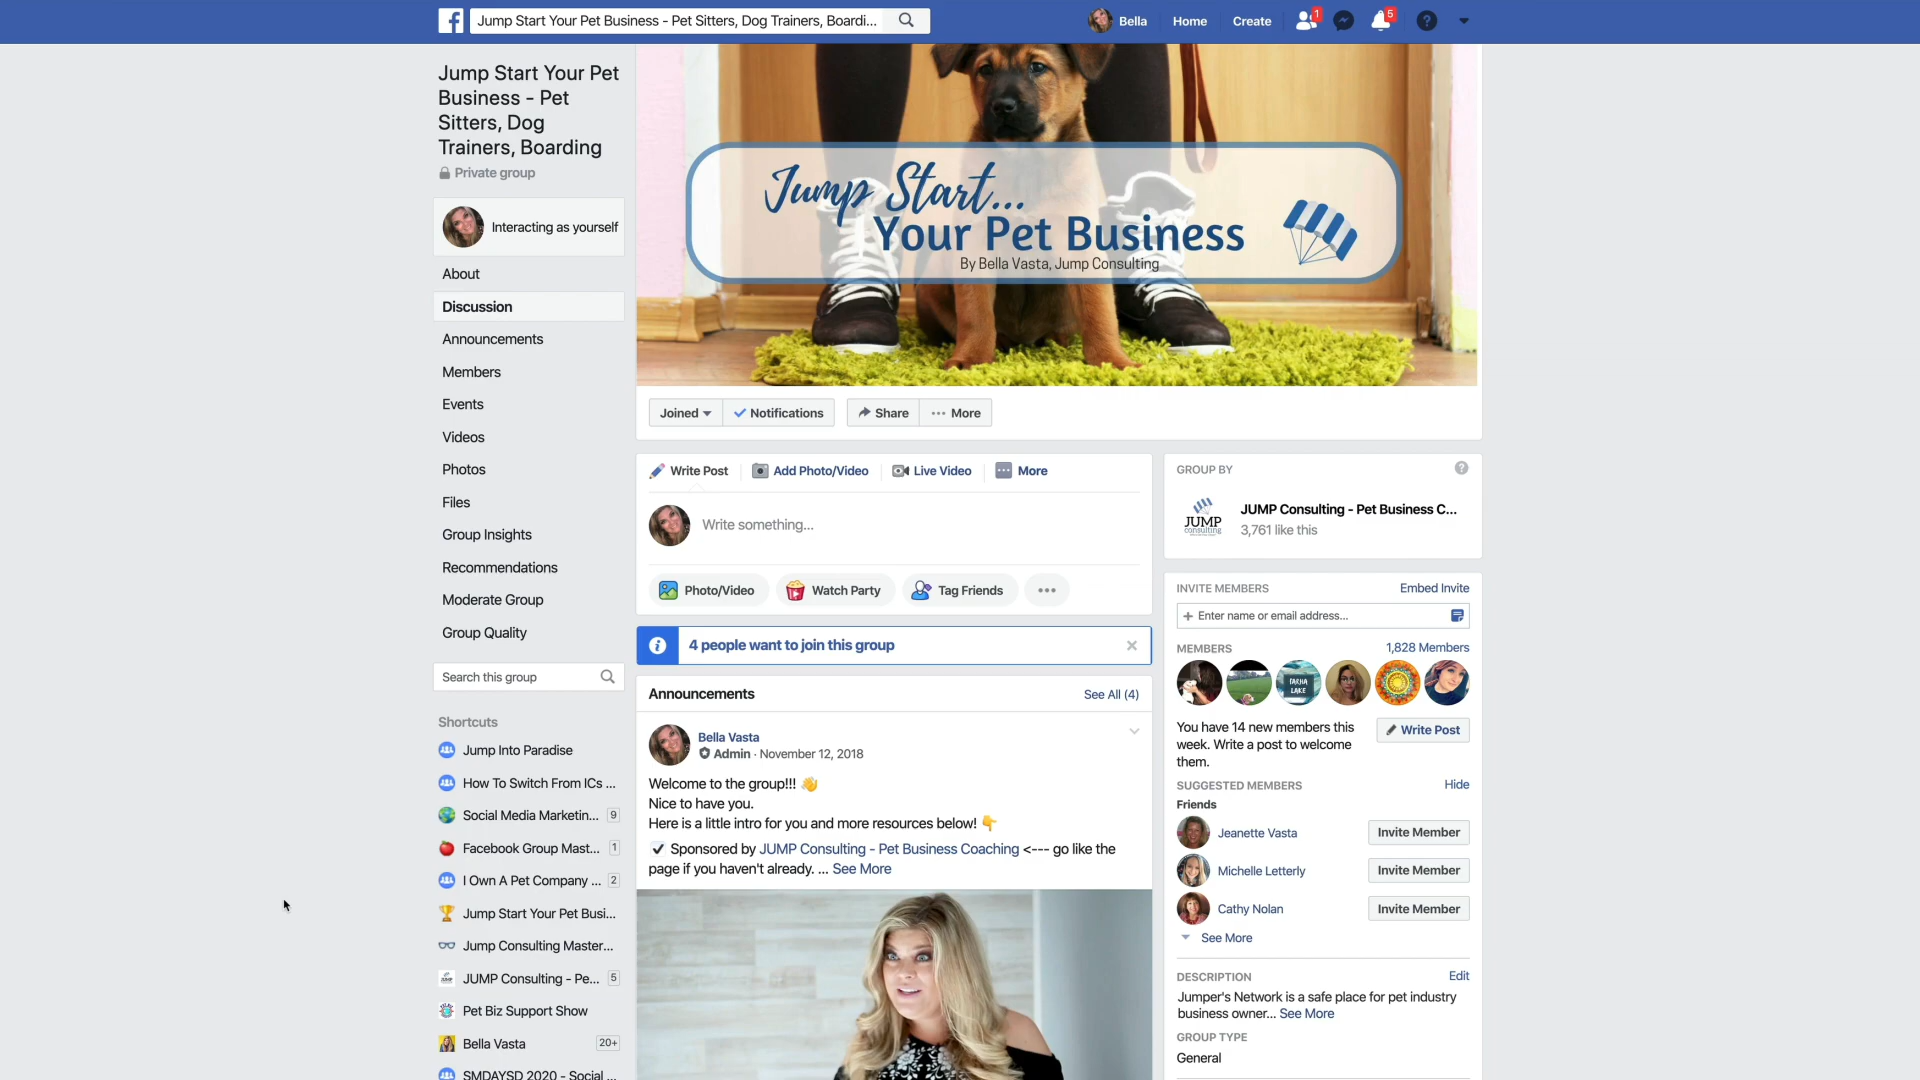 Jump Start Your Pet Business - Pet Sitters, Dog Trainers, Boardi...
Bella
Home
Create
1
5
Jump Start Your Pet
Business - Pet
Sitters, Dog
Trainers, Boarding
Private group
Interacting as yourself
About
Discussion
Announcements
Members
Events
Videos
Photos
Files
Group Insights
Recommendations
Moderate Group
Group Quality
Search this group
Shortcuts
Jump Into Paradise
How To Switch From ICs ...
Social Media Marketin... 9
Facebook Group Mast... 1
I Own A Pet Company ... 2
Jump Start Your Pet Busi...
Jump Consulting Master...
JUMP Consulting - Pe... 5
Pet Biz Support Show
Bella Vasta 20+
SMDAYSD 2020 - Social ...
Jump Start...
Your Pet Business
By Bella Vasta, Jump Consulting
Joined
Notifications
Share
More
Write Post
Add Photo/Video
Live Video
More
Write something...
Photo/Video
Watch Party
Tag Friends
4 people want to join this group
Announcements
See All (4)
Bella Vasta
Admin · November 12, 2018
Welcome to the group!!! 👋
Nice to have you.
Here is a little intro for you and more resources below! 👇
✔ Sponsored by JUMP Consulting - Pet Business Coaching <--- go like the
page if you haven't already. ... See More
GROUP BY
JUMP
consulting
JUMP Consulting - Pet Business C...
3,761 like this
INVITE MEMBERS
Embed Invite
+ Enter name or email address...
MEMBERS
1,828 Members
TARHA
LAKE
You have 14 new members this
week. Write a post to welcome
them.
Write Post
SUGGESTED MEMBERS
Hide
Friends
Jeanette Vasta
Invite Member
Michelle Letterly
Invite Member
Cathy Nolan
Invite Member
See More
DESCRIPTION
Edit
Jumper's Network is a safe place for pet industry
business owner... See More
GROUP TYPE
General